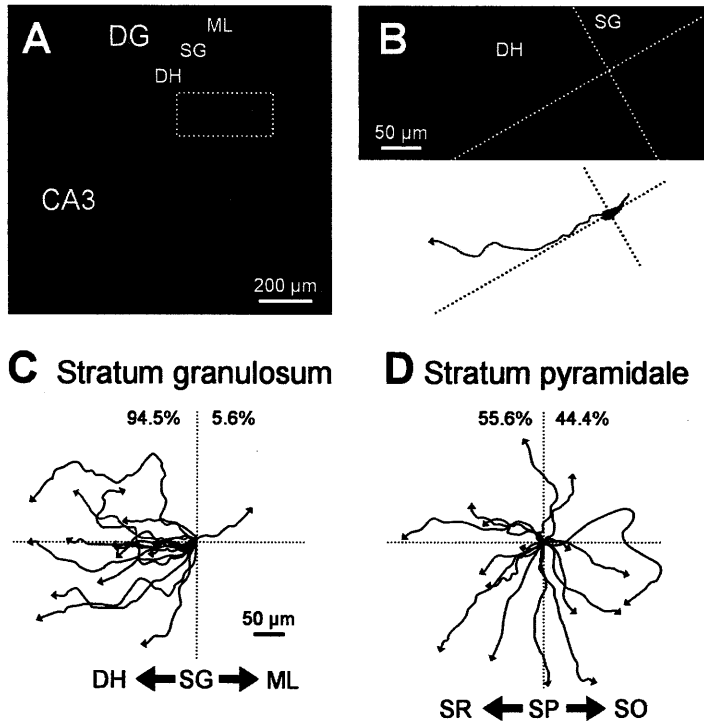 A
DG
ML
SG
DH
CA3
200 µm
B
SG
DH
50 µm
C Stratum granulosum
94.5% 5.6%
50 µm
DH SG ML
D Stratum pyramidale
55.6% 44.4%
SR SP SO